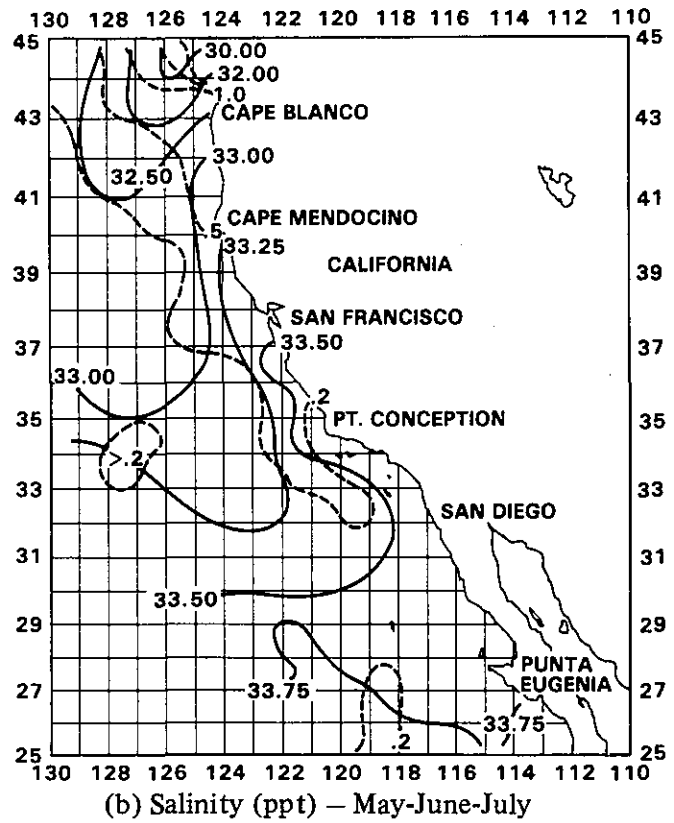 130 128 126 124 122 120 118 116 114 112 110
45 45
30.00
32.00
1.0
43 CAPE BLANCO 43
33.00
32.50
41 41
CAPE MENDOCINO
.5
33.25
39 CALIFORNIA 39
SAN FRANCISCO
37 33.50 37
33.00
.2
35 PT. CONCEPTION 35
>.2
33 33
SAN DIEGO
31 31
33.50
29 29
PUNTA
EUGENIA
27 33.75 27
33.75
.2
25 25
130 128 126 124 122 120 118 116 114 112 110
(b) Salinity (ppt) – May-June-July